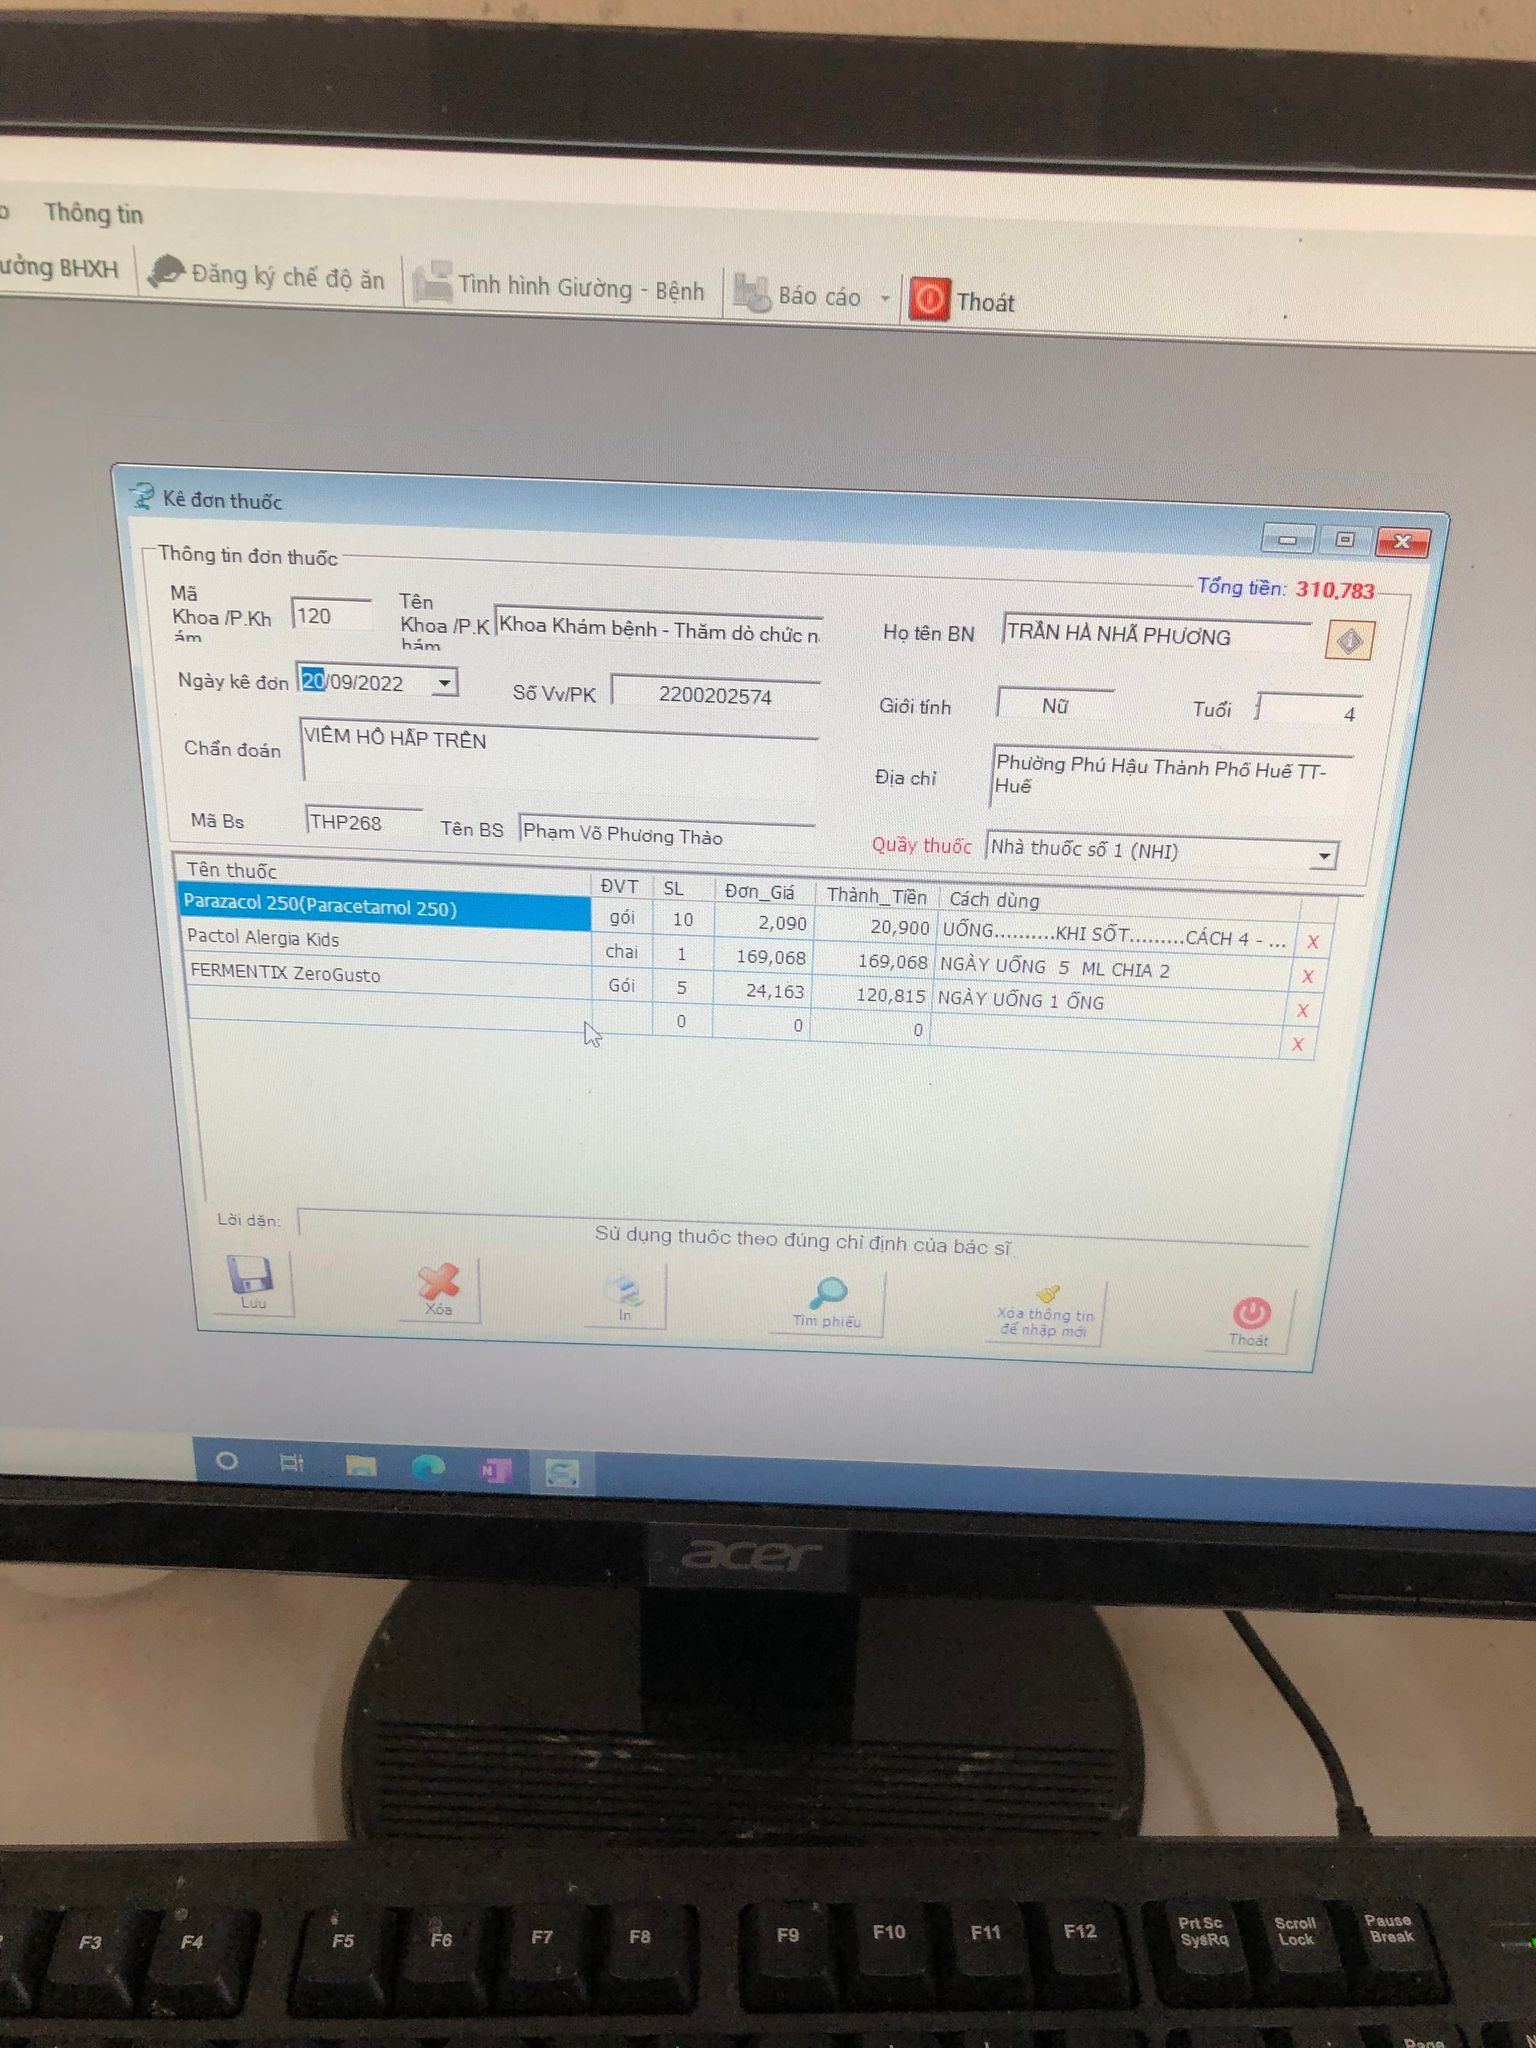 Thông tin
ưởng BHXH
Đăng ký chế độ ăn
Tình hình Giường - Bệnh
Báo cáo
Thoát
Kê đơn thuốc
Thông tin đơn thuốc
Tổng tiền: 310,783
Mã Khoa /P.Kh ám
120
Tên Khoa /P.K hám
Khoa Khám bệnh - Thăm dò chức n
Họ tên BN
TRẦN HÀ NHÃ PHƯƠNG
Ngày kê đơn
20/09/2022
Số Vv/PK
2200202574
Giới tính
Nữ
Tuổi
4
Chẩn đoán
VIÊM HÔ HẤP TRÊN
Địa chỉ
Phường Phú Hậu Thành Phố Huế TT-
Huế
Mã Bs
THP268
Tên BS
Phạm Võ Phương Thảo
Quầy thuốc
Nhà thuốc số 1 (NHI)
Tên thuốc ĐVT SL Đơn_Giá Thành_Tiền Cách dùng
Parazacol 250(Paracetamol 250) gói 10 2,090 20,900 UỐNG..........KHI SỐT.........CÁCH 4 - ... X
Pactol Alergia Kids chai 1 169,068 169,068 NGÀY UỐNG 5 ML CHIA 2 X
FERMENTIX ZeroGusto Gói 5 24,163 120,815 NGÀY UỐNG 1 ỐNG X
0 0 0 X
Lời dặn:
Sử dụng thuốc theo đúng chỉ định của bác sĩ
Lưu
Xóa
In
Tìm phiếu
Xóa thông tin
để nhập mới
Thoát
acer
F3 F4 F5 F6 F7 F8 F9 F10 F11 F12
Prt Sc
SysRq
Scroll
Lock
Pause
Break
Page